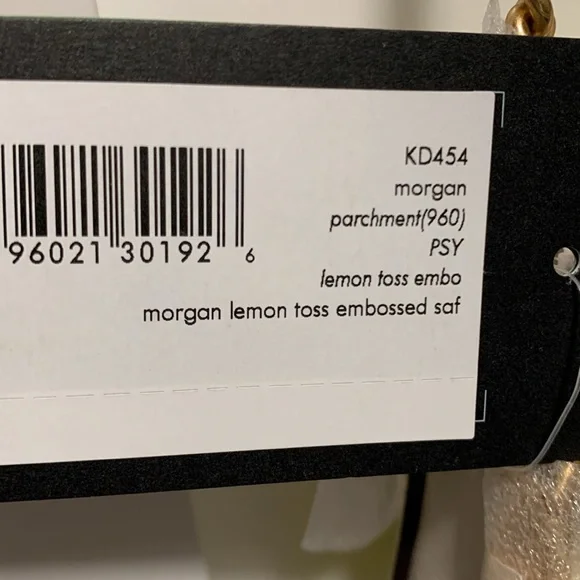 KD454
morgan
parchment(960)
PSY
lemon toss embo
morgan lemon toss embossed saf
96021 30192 6